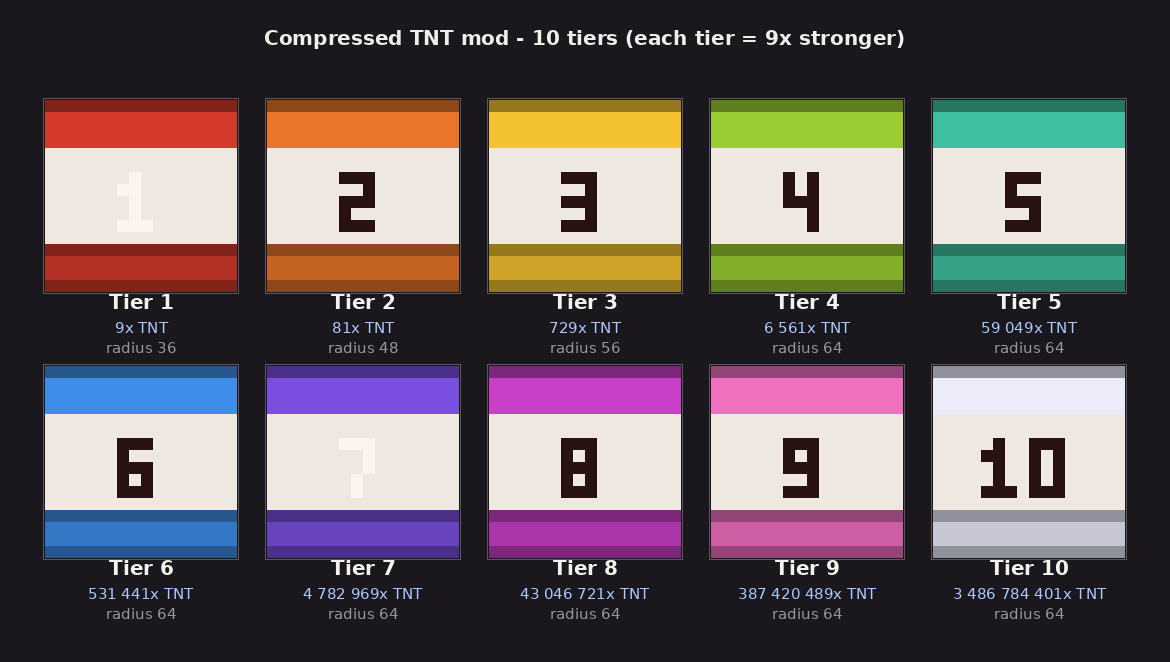 Compressed TNT mod - 10 tiers (each tier = 9x stronger)
1 2 3 4 5
Tier 1 Tier 2 Tier 3 Tier 4 Tier 5
9x TNT 81x TNT 729x TNT 6 561x TNT 59 049x TNT
radius 36 radius 48 radius 56 radius 64 radius 64
6 7 8 9 10
Tier 6 Tier 7 Tier 8 Tier 9 Tier 10
531 441x TNT 4 782 969x TNT 43 046 721x TNT 387 420 489x TNT 3 486 784 401x TNT
radius 64 radius 64 radius 64 radius 64 radius 64